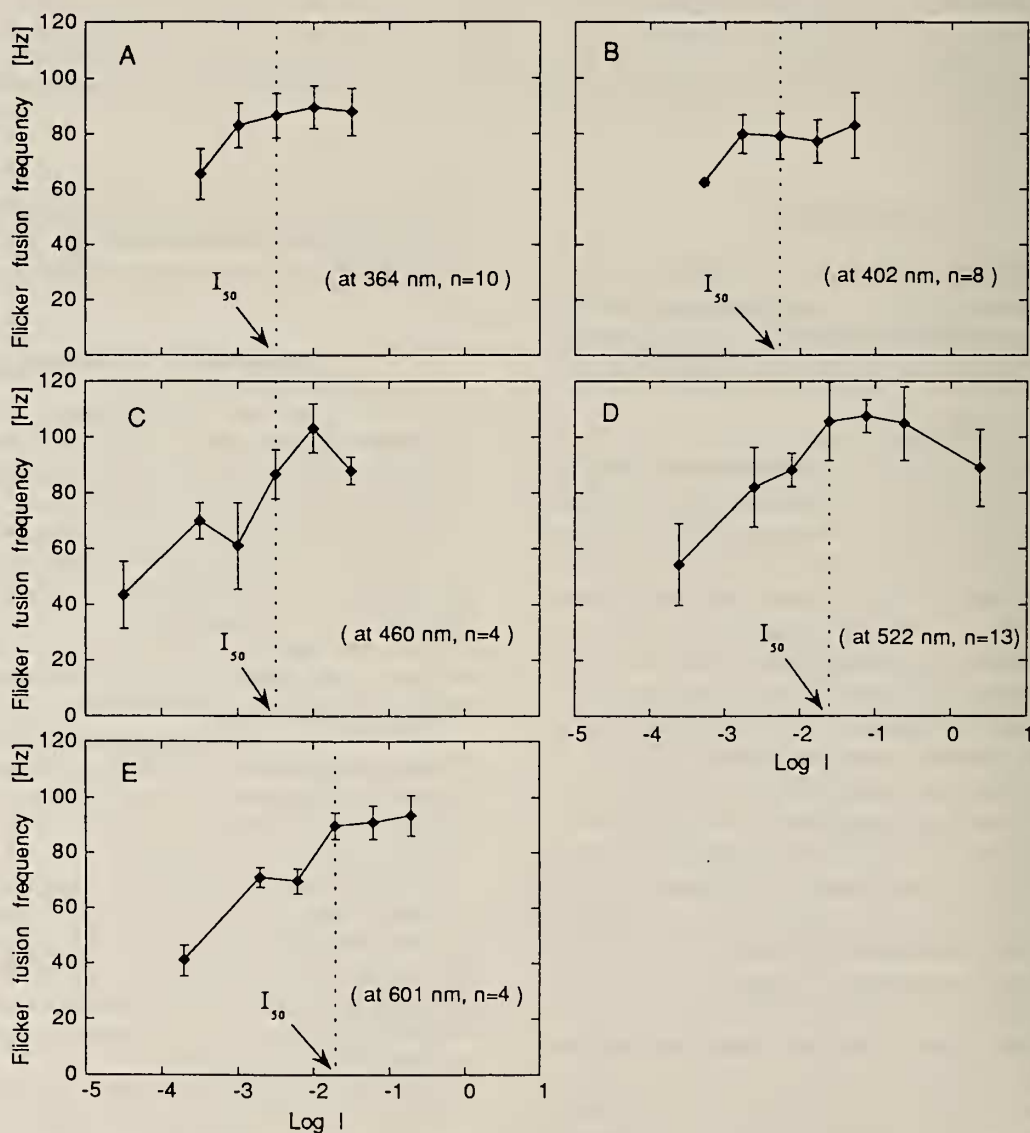 Flicker fusion frequency [Hz]
120
100
80
60
40
20
0
A
I50
( at 364 nm, n=10 )
B
I50
( at 402 nm, n=8 )
Flicker fusion frequency [Hz]
120
100
80
60
40
20
0
C
I50
( at 460 nm, n=4 )
D
I50
( at 522 nm, n=13)
-5 -4 -3 -2 -1 0 1
Log I
Flicker fusion frequency [Hz]
120
100
80
60
40
20
0
E
I50
( at 601 nm, n=4 )
-5 -4 -3 -2 -1 0 1
Log I